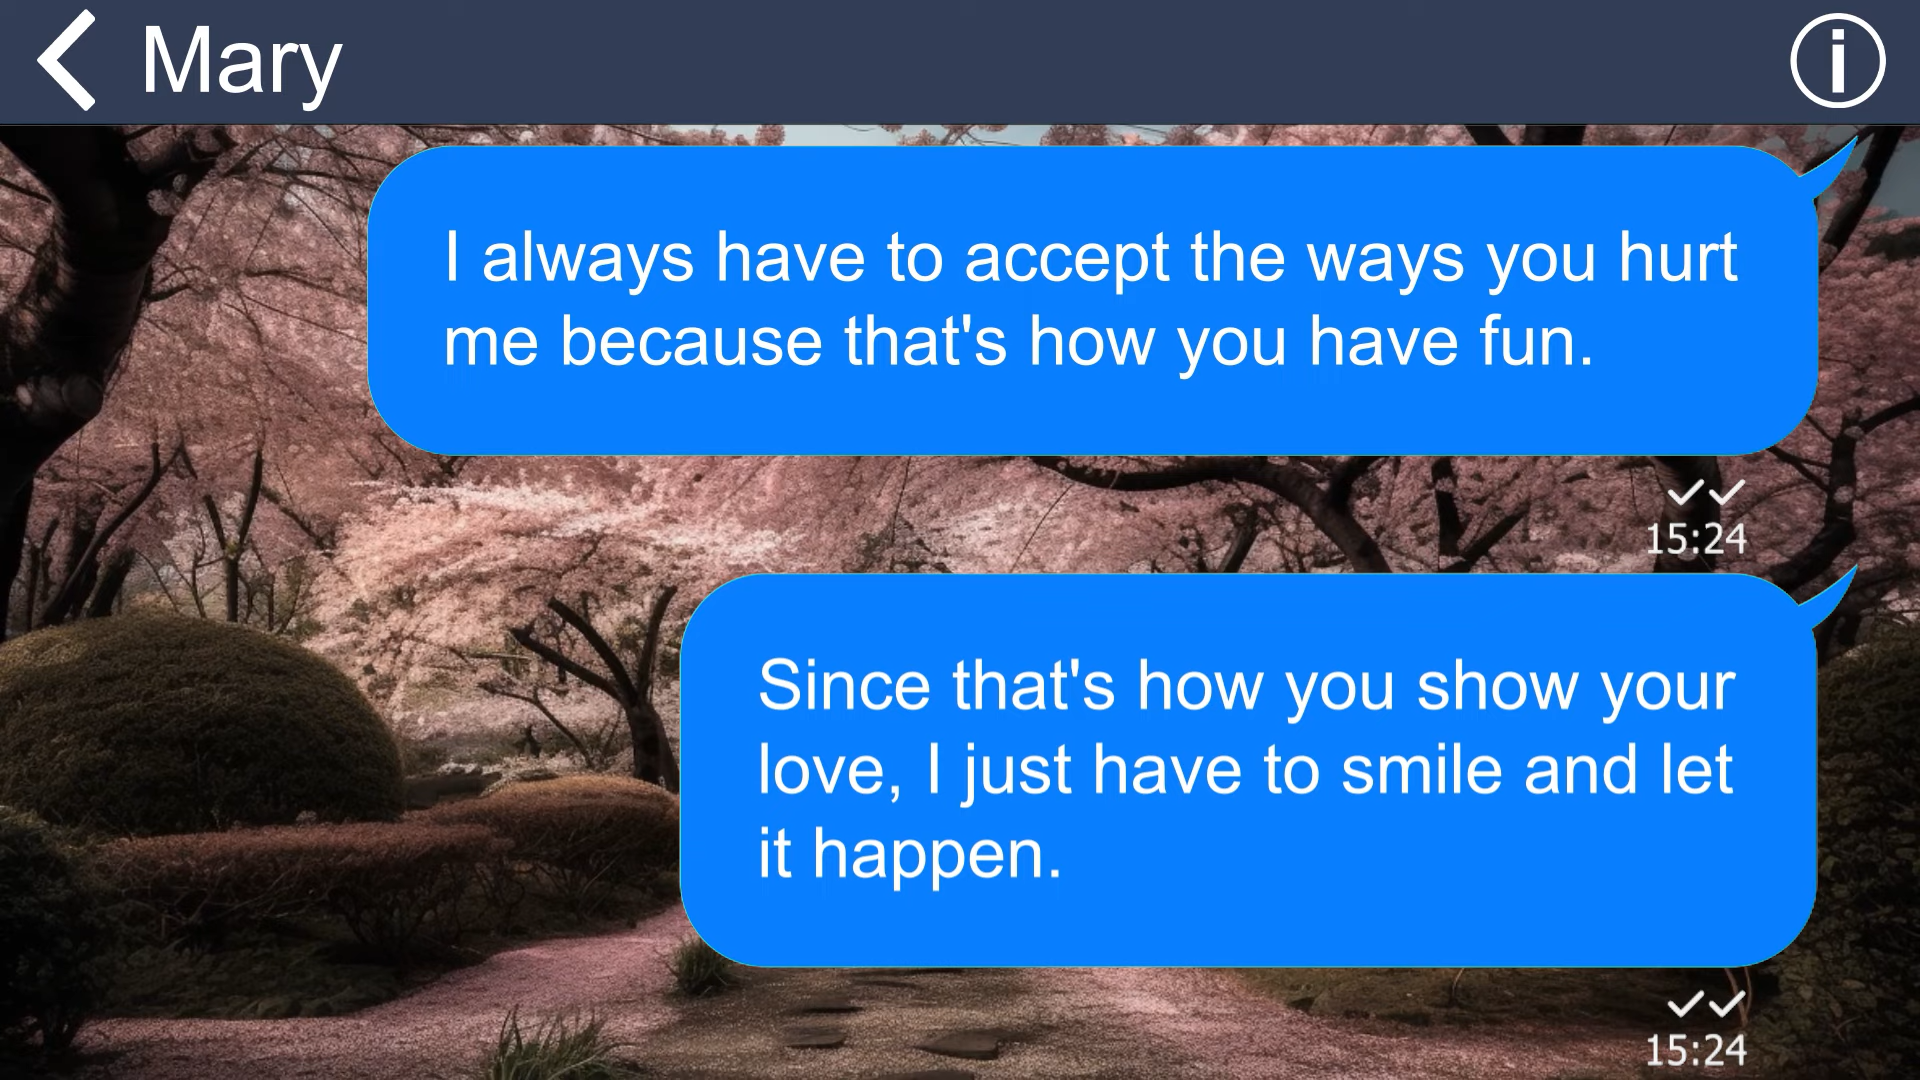 Mary
I always have to accept the ways you hurt
me because that's how you have fun.
15:24
Since that's how you show your
love, I just have to smile and let
it happen.
15:24